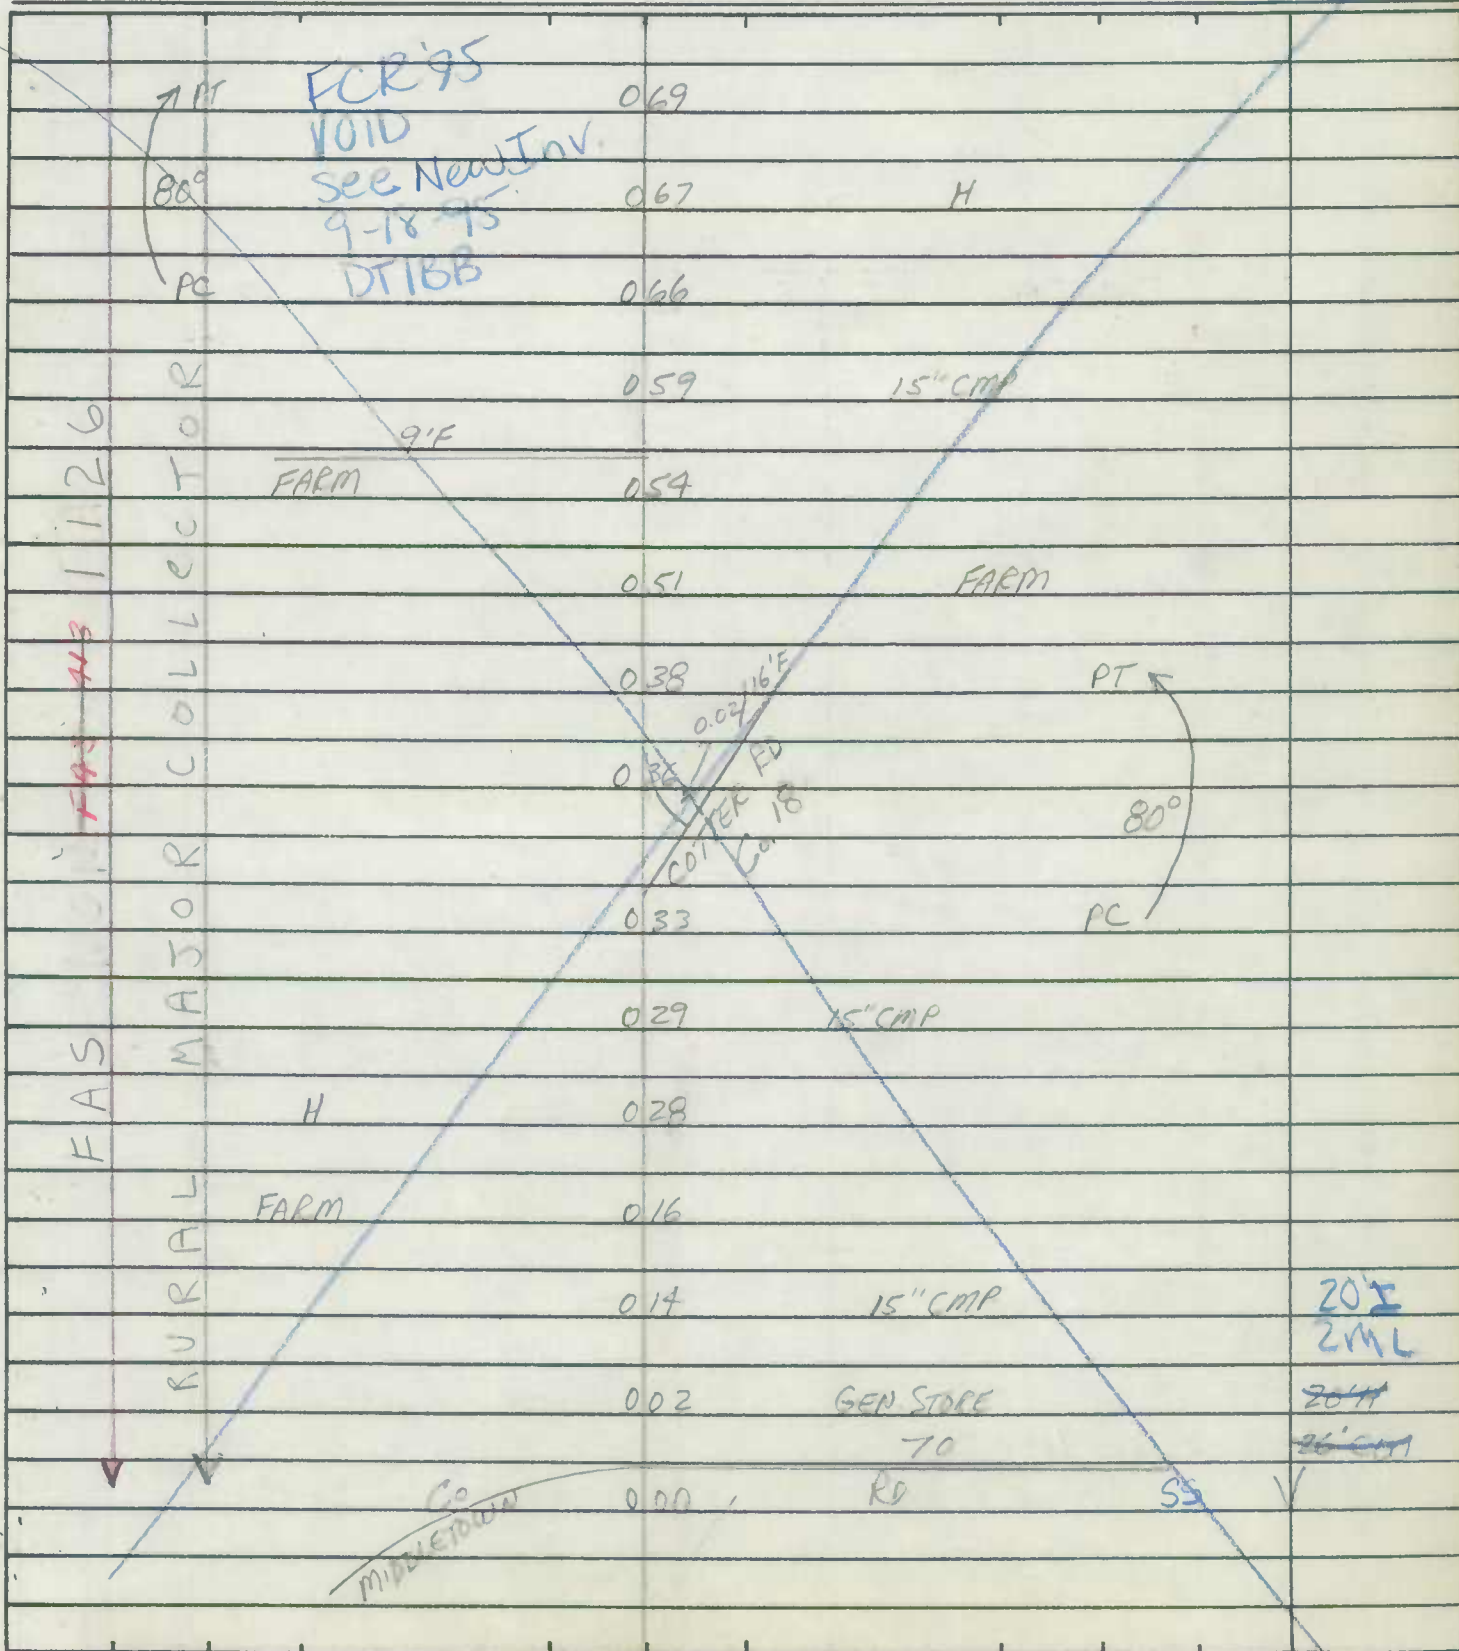 FCR '95
VOID
see New Inv.
9-18-95
PT 0.69
80° 0.67 H
PC 0.66
0.59 15" CMP
9'F
FARM 0.54
0.51 FARM
0.38 16'F PT
0.02
0.36 COTTER RD
Co. 18
80°
0.33 PC
0.29 15" CMP
H 0.28
FARM 0.16
0.14 15" CMP
20'I
2ML
0.02 GEN STORE
70
Co 0.00 RD SS
MIDDLETOWN
FAS 1126
RURAL MAJOR COLLECTOR